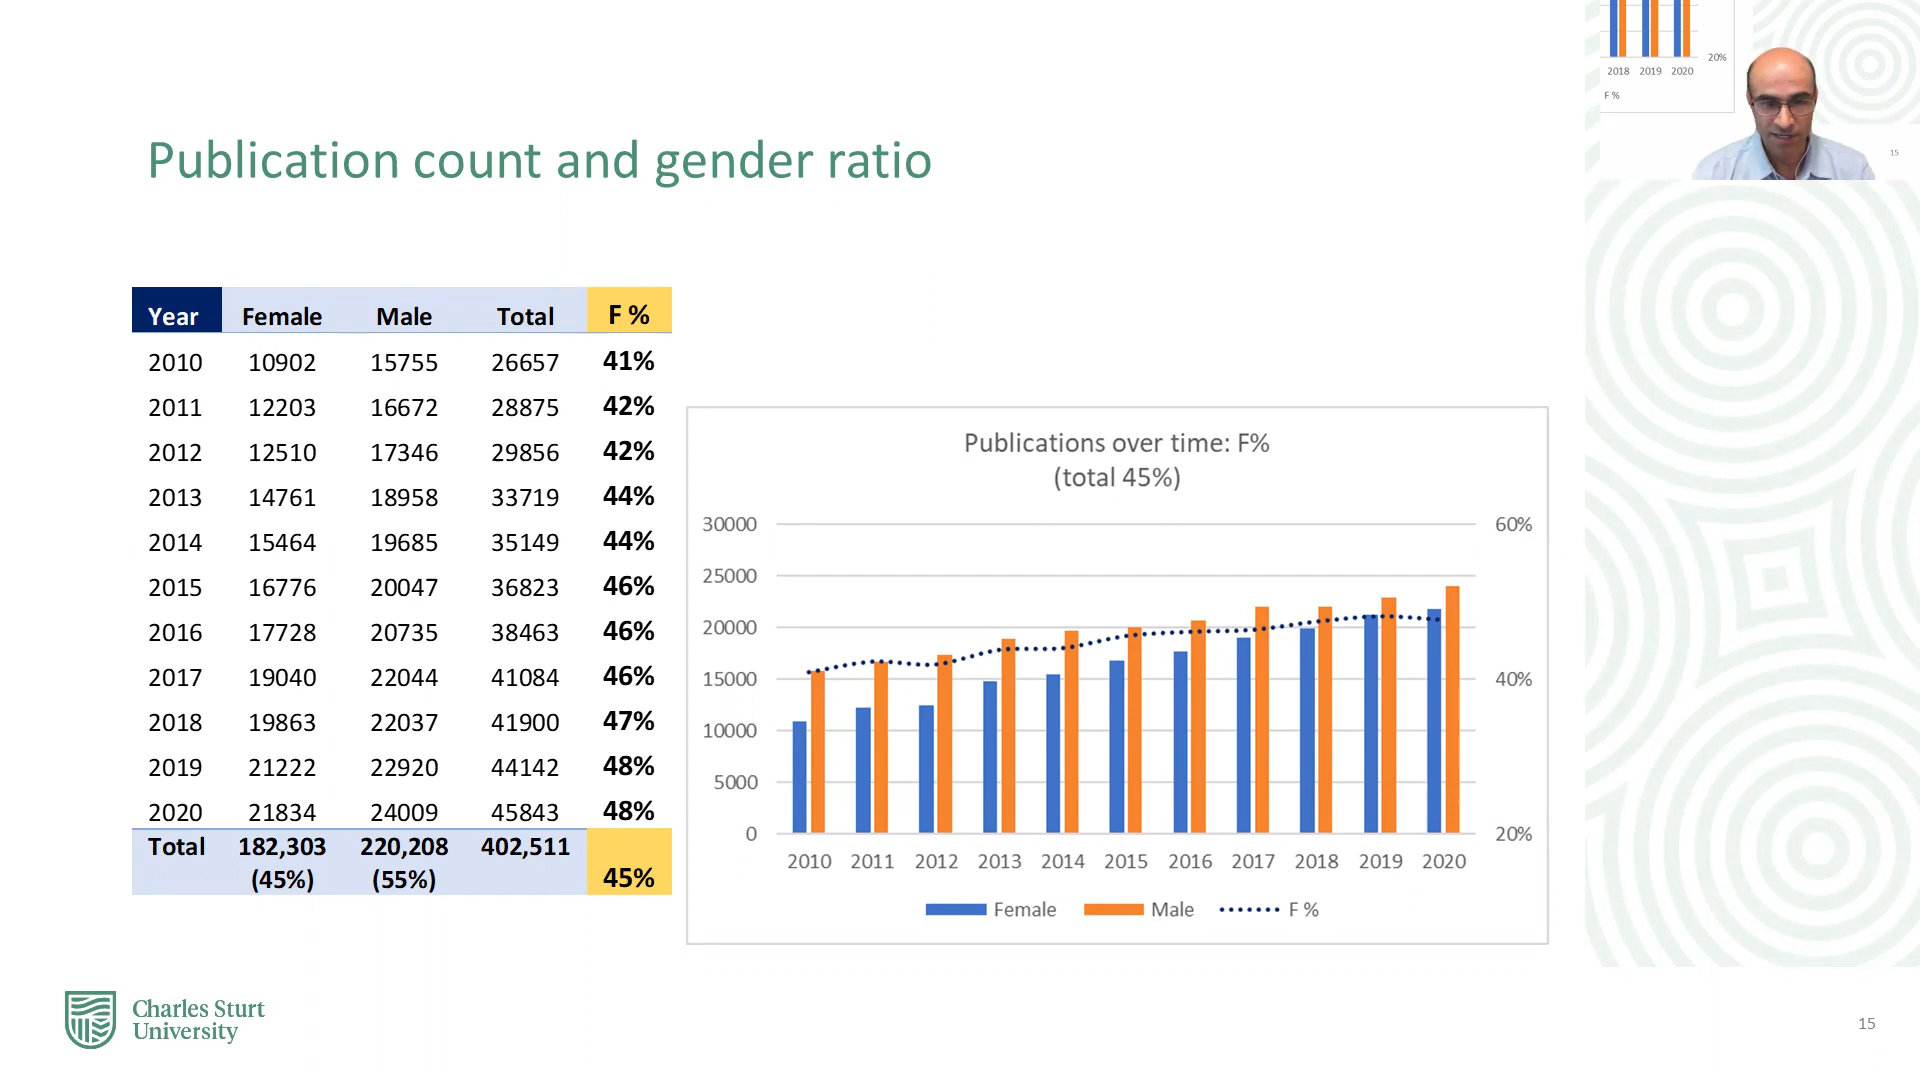 2018 2019 2020
20%
F %
15
Publication count and gender ratio
Year Female Male Total F %
2010 10902 15755 26657 41%
2011 12203 16672 28875 42%
2012 12510 17346 29856 42%
2013 14761 18958 33719 44%
2014 15464 19685 35149 44%
2015 16776 20047 36823 46%
2016 17728 20735 38463 46%
2017 19040 22044 41084 46%
2018 19863 22037 41900 47%
2019 21222 22920 44142 48%
2020 21834 24009 45843 48%
Total 182,303 220,208 402,511
(45%) (55%) 45%
Publications over time: F%
(total 45%)
30000 60%
25000
20000
15000 40%
10000
5000
0 20%
2010 2011 2012 2013 2014 2015 2016 2017 2018 2019 2020
Female Male F %
Charles Sturt
University
15